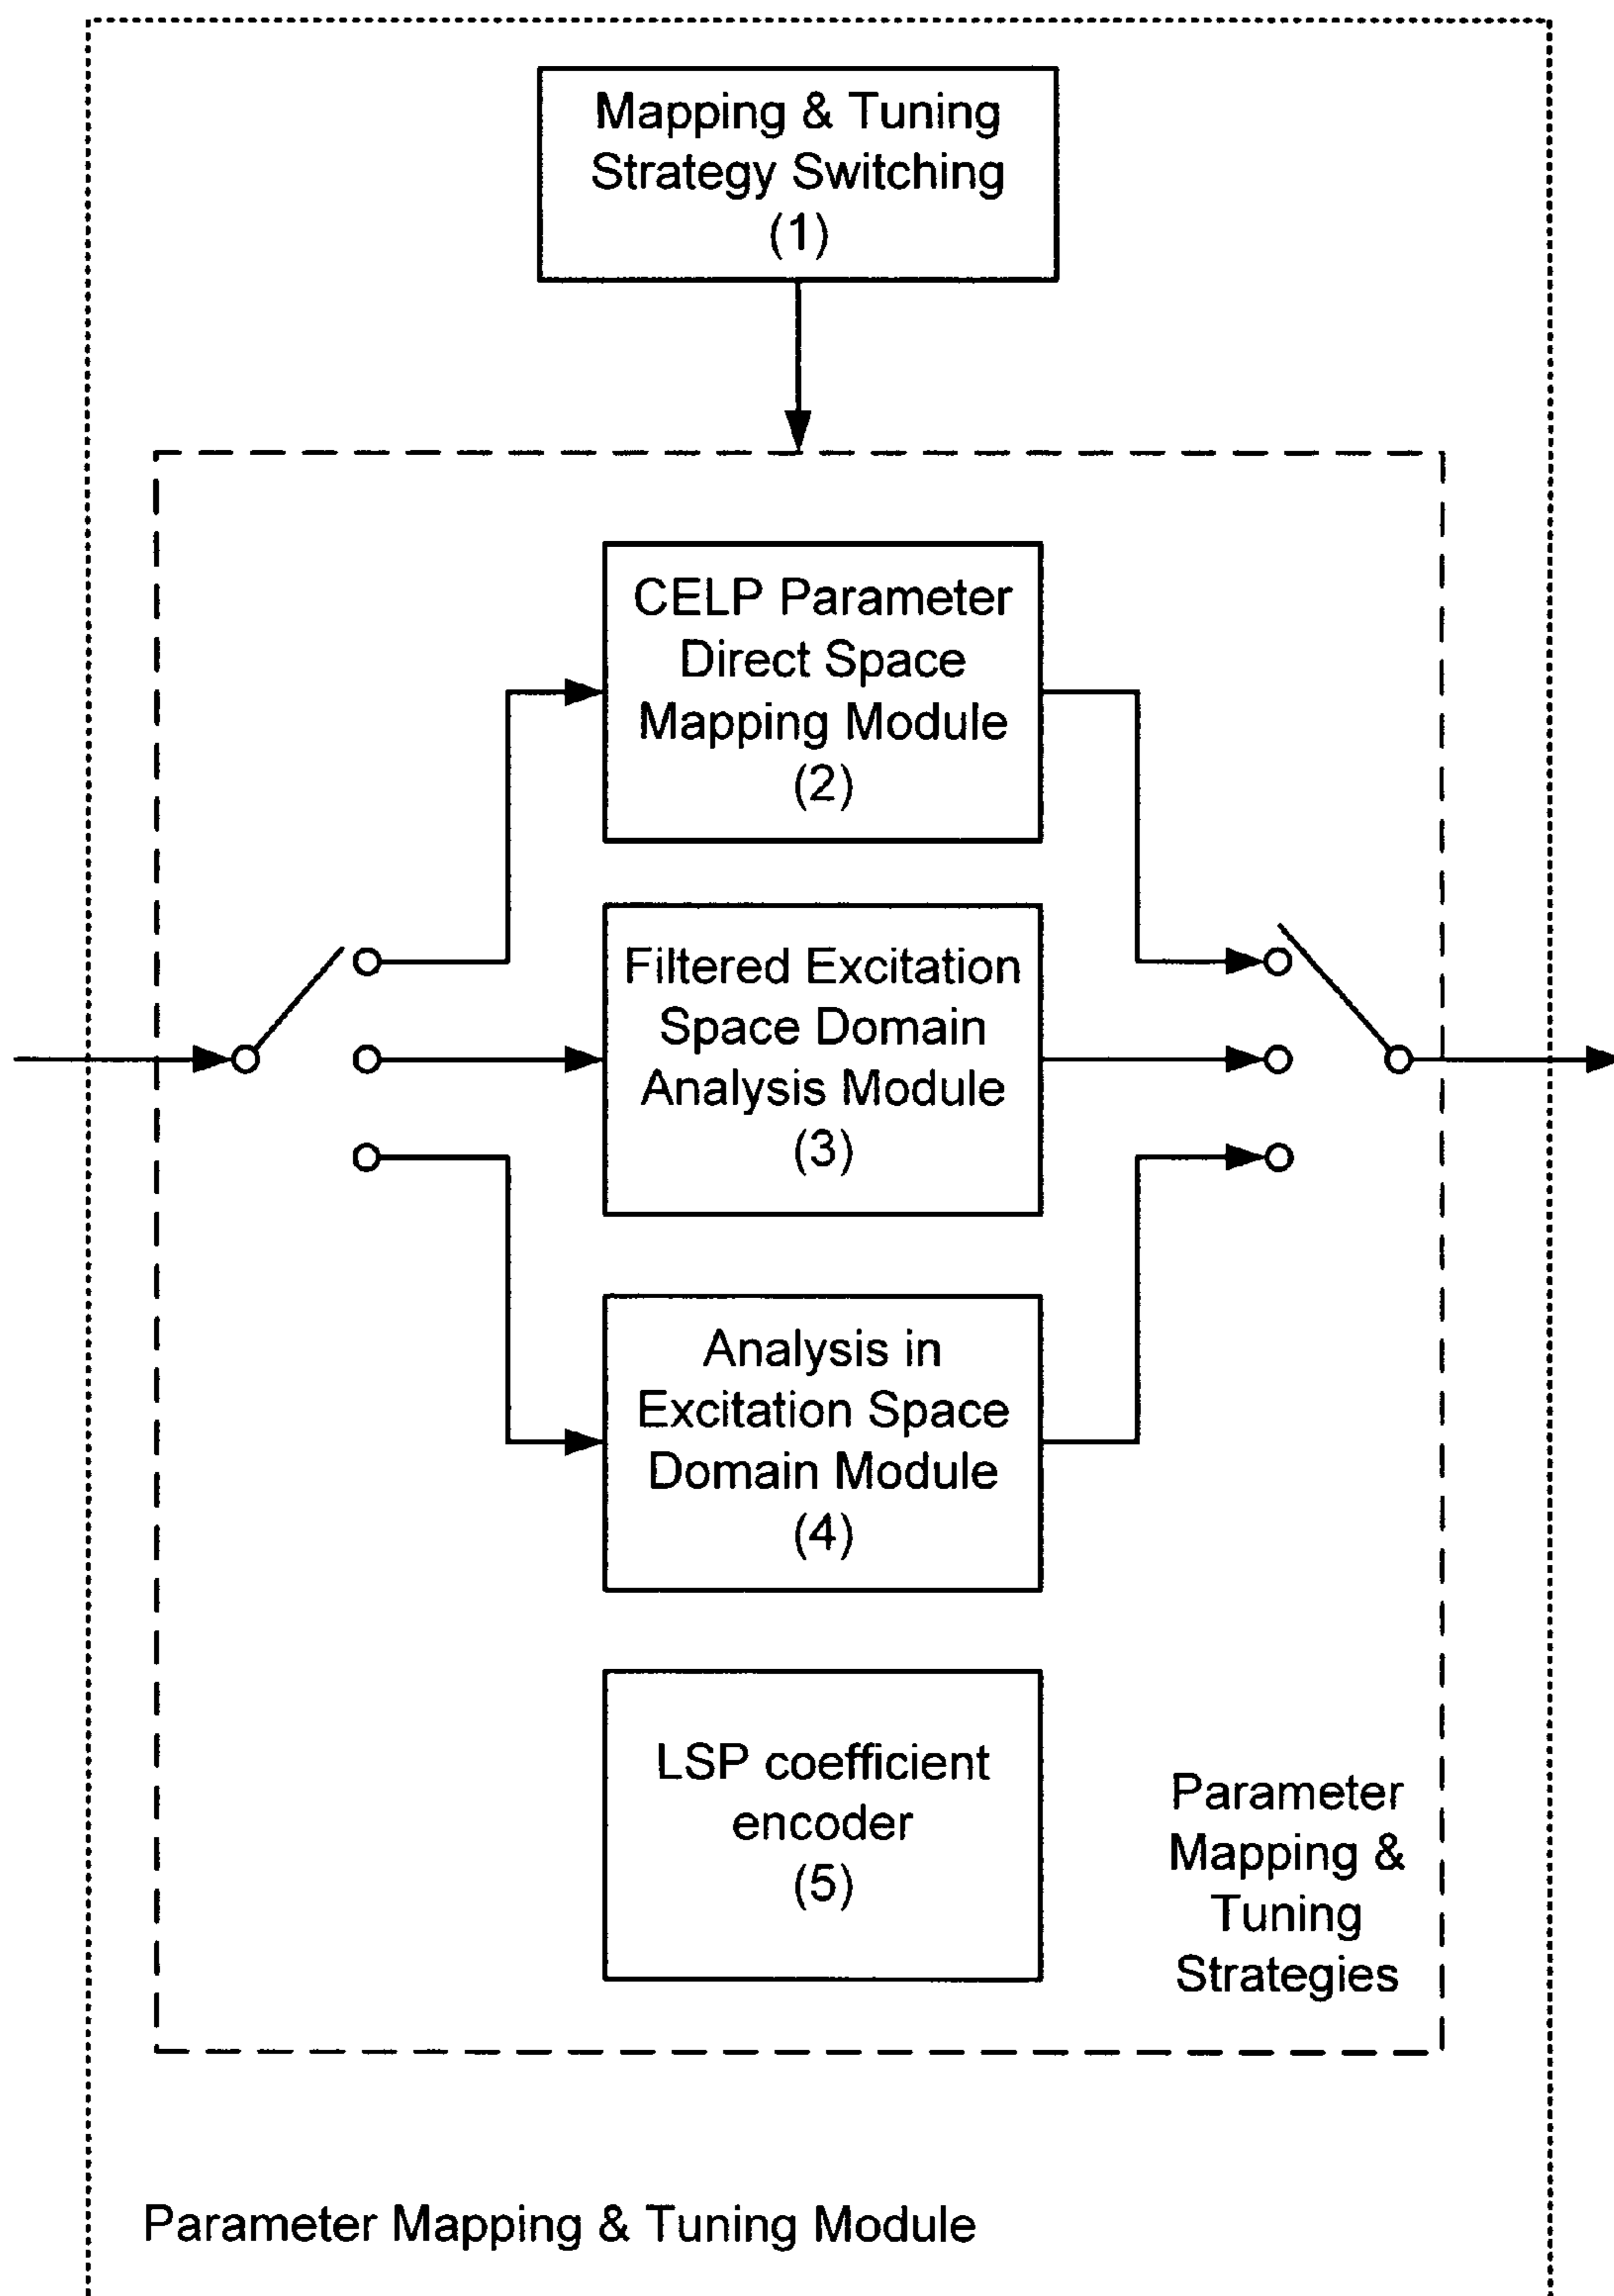 Mapping & Tuning
Strategy Switching
(1)
CELP Parameter
Direct Space
Mapping Module
(2)
Filtered Excitation
Space Domain
Analysis Module
(3)
Analysis in
Excitation Space
Domain Module
(4)
LSP coefficient
encoder
(5)
Parameter
Mapping &
Tuning
Strategies
Parameter Mapping & Tuning Module